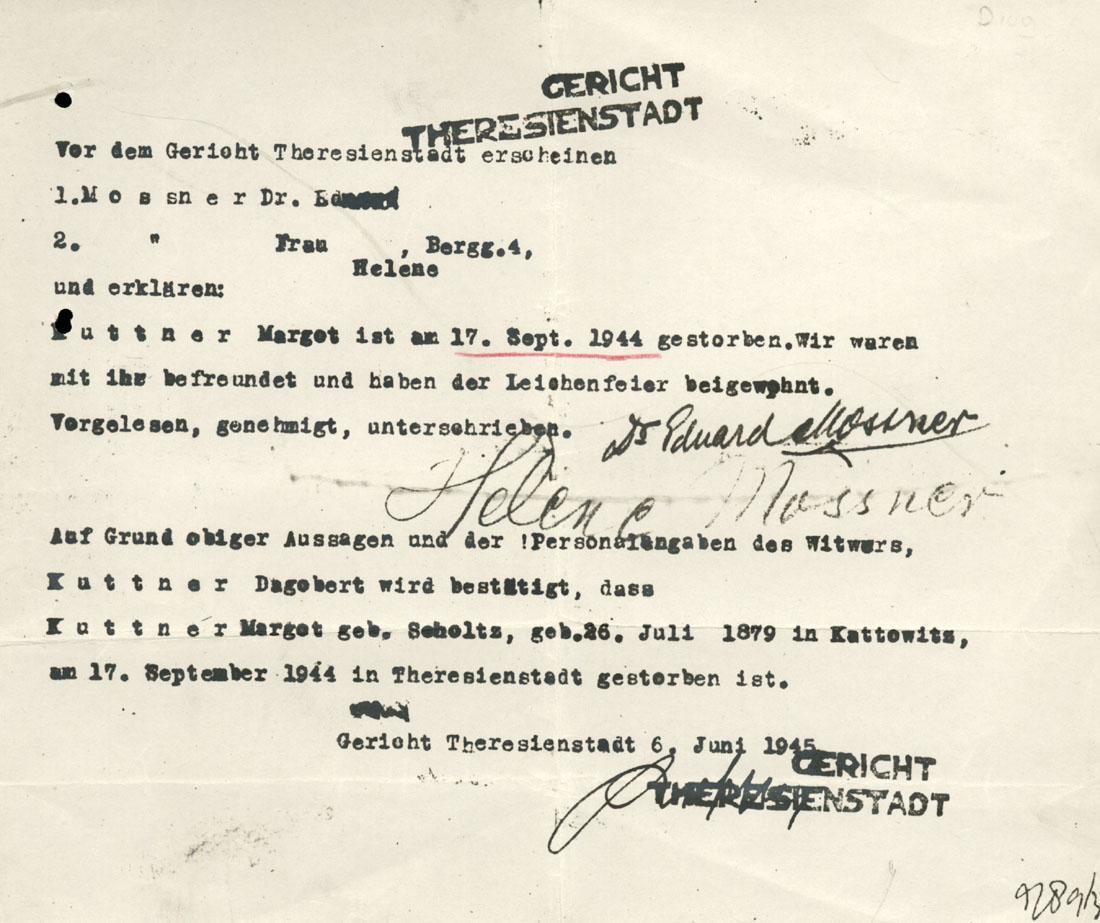 GERICHT
THERESIENSTADT
Vor dem Gericht Theresienstadt erscheinen
1.M o s sn e r Dr.
2. " Frau , Bergg.4,
Helene
und erklären:
K u t t n e r Margot ist am 17. Sept. 1944 gestorben.Wir waren
mit ihr befreundet und haben der Leichenfeier beigewohnt.
Vorgelesen, genehmigt, unterschrieben. Dr Eduard Mossner
Helene Mossner
Auf Grund obiger Aussagen und der !Personalangaben des Witwers,
K u t t n e r Dagobert wird bestätigt, dass
K u t t n e r Margot geb. Scholtz, geb.26. Juli 1879 in Kattowitz,
am 17. September 1944 in Theresienstadt gestorben ist.
Gericht Theresienstadt 6. Juni 1945
GERICHT
THERESIENSTADT